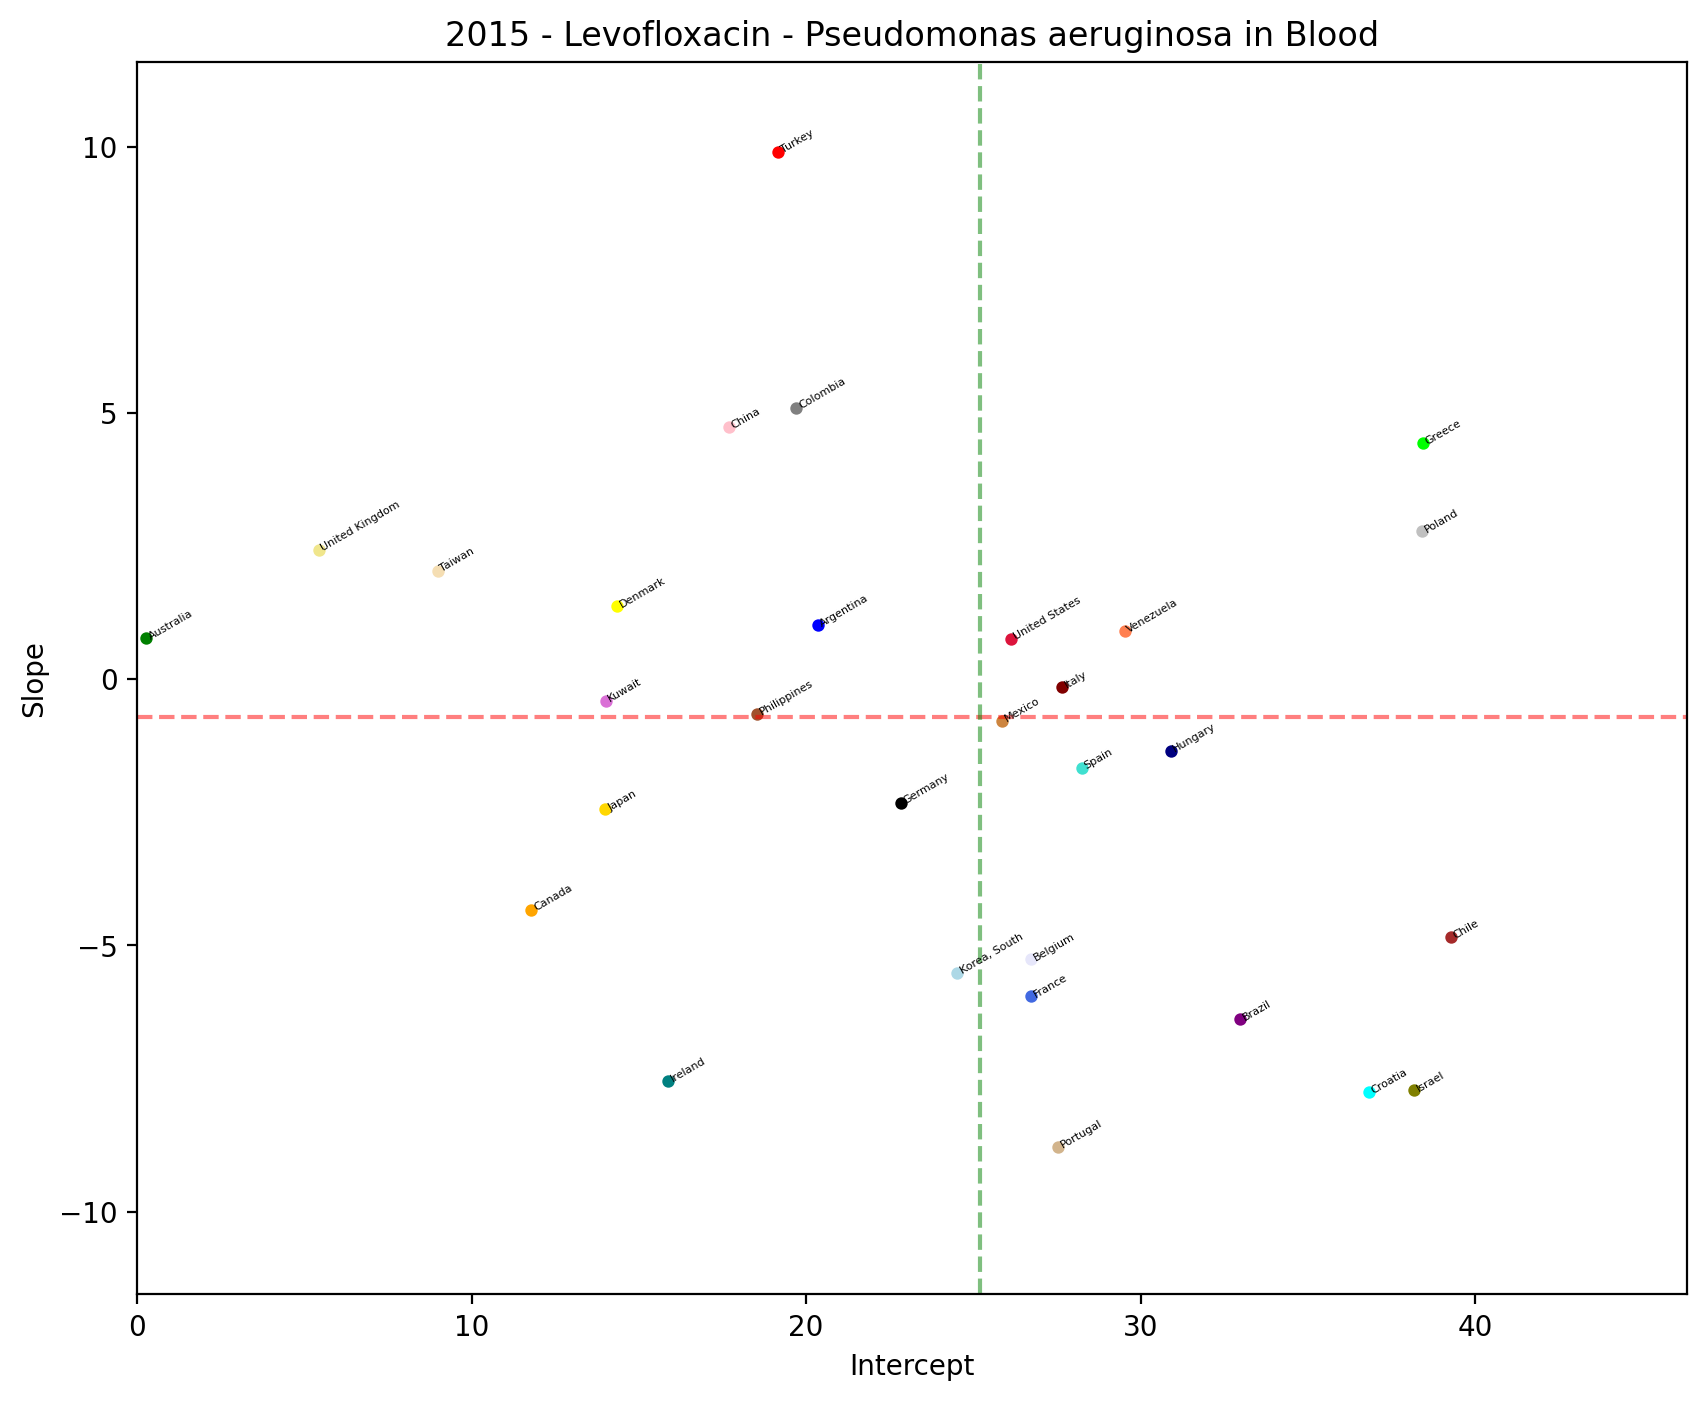 2015 - Levofloxacin - Pseudomonas aeruginosa in Blood
10
Turkey
5
Colombia
China
Greece
Poland
United Kingdom
Taiwan
Denmark
Argentina
United States
Venezuela
Australia
Slope
0
Italy
Kuwait
Philippines
Mexico
Hungary
Spain
Germany
Japan
Canada
−5
Chile
Korea, South
Belgium
France
Brazil
Ireland
Croatia
Israel
Portugal
−10
0
10
20
30
40
Intercept